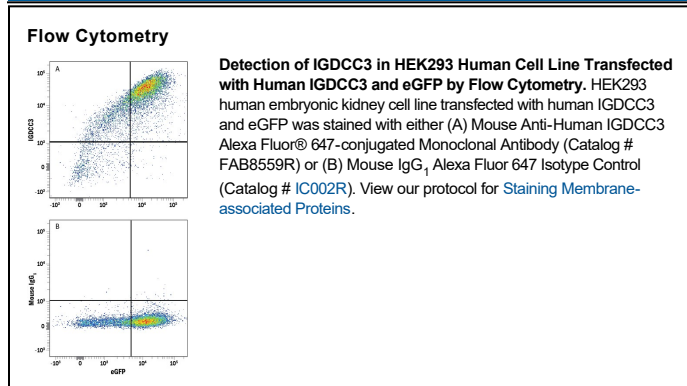 Flow Cytometry
Detection of IGDCC3 in HEK293 Human Cell Line Transfected
with Human IGDCC3 and eGFP by Flow Cytometry. HEK293
human embryonic kidney cell line transfected with human IGDCC3
and eGFP was stained with either (A) Mouse Anti-Human IGDCC3
Alexa Fluor® 647-conjugated Monoclonal Antibody (Catalog #
FAB8559R) or (B) Mouse IgG1 Alexa Fluor 647 Isotype Control
(Catalog # IC002R). View our protocol for Staining Membrane-
associated Proteins.
A
IGDCC3
B
Mouse IgG1
eGFP